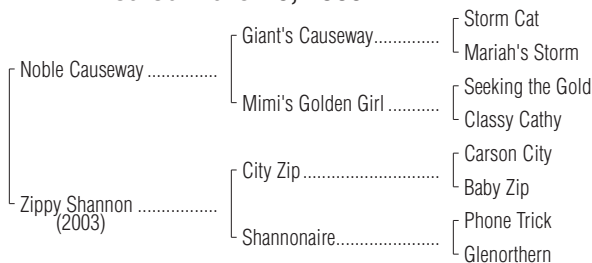 Storm Cat
Giant's Causeway..............
Mariah's Storm
Noble Causeway ...............
Seeking the Gold
Mimi's Golden Girl ...........
Classy Cathy
Carson City
City Zip.............................
Baby Zip
Zippy Shannon .................
(2003)
Phone Trick
Shannonaire......................
Glenorthern